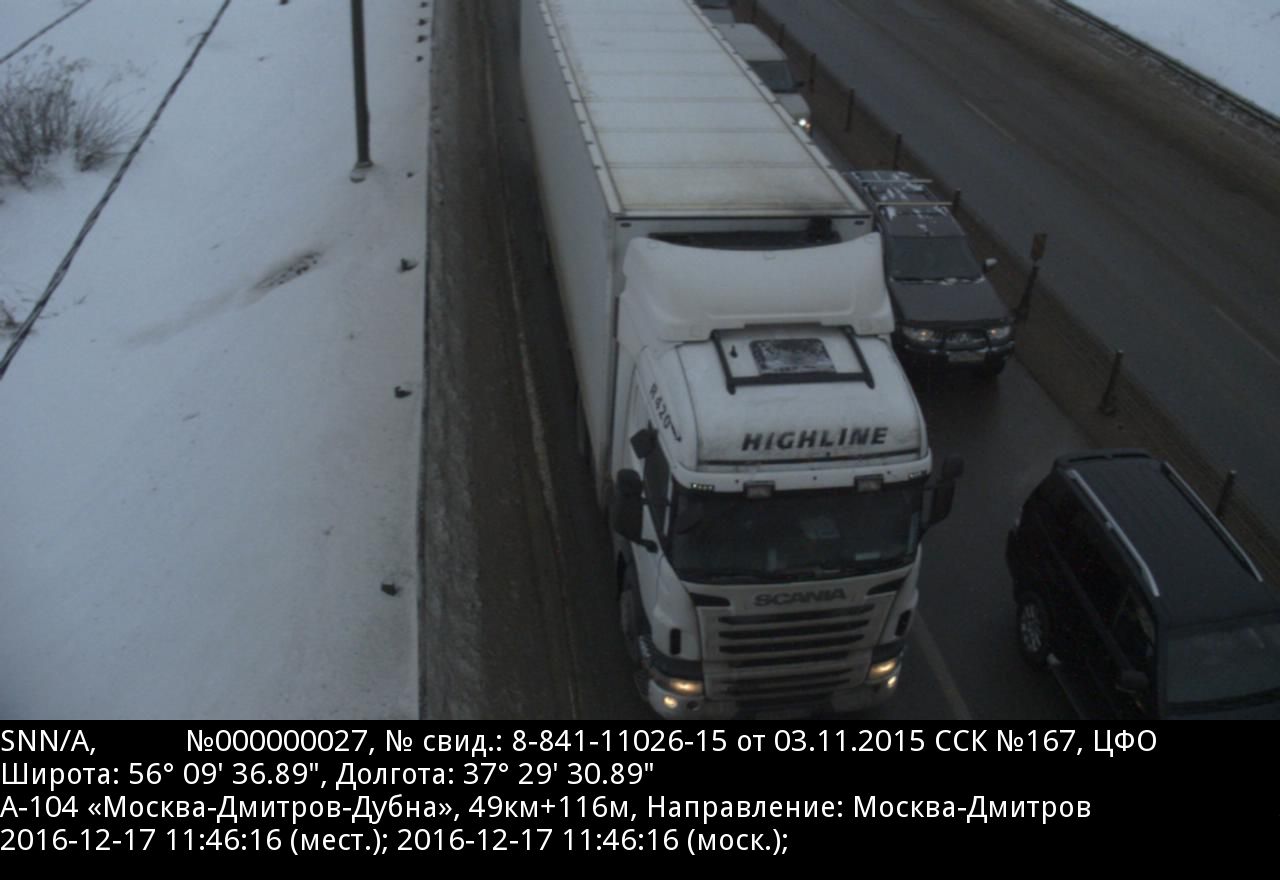 R420
HIGHLINE
SCANIA
SNN/A, №000000027, № свид.: 8-841-11026-15 от 03.11.2015 ССК №167, ЦФО
Широта: 56° 09' 36.89", Долгота: 37° 29' 30.89"
А-104 «Москва-Дмитров-Дубна», 49км+116м, Направление: Москва-Дмитров
2016-12-17 11:46:16 (мест.); 2016-12-17 11:46:16 (моск.);